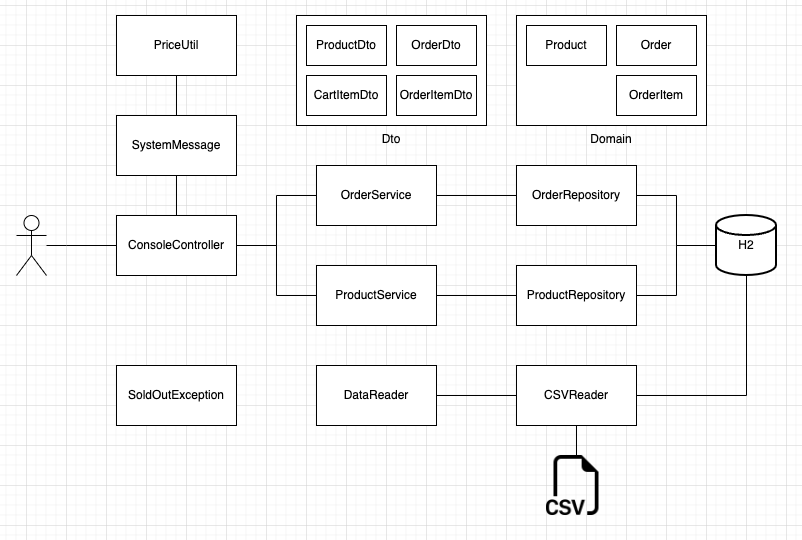 PriceUtil
ProductDto
OrderDto
CartItemDto
OrderItemDto
Dto
Product
Order
OrderItem
Domain
SystemMessage
ConsoleController
OrderService
OrderRepository
ProductService
ProductRepository
H2
SoldOutException
DataReader
CSVReader
CSV